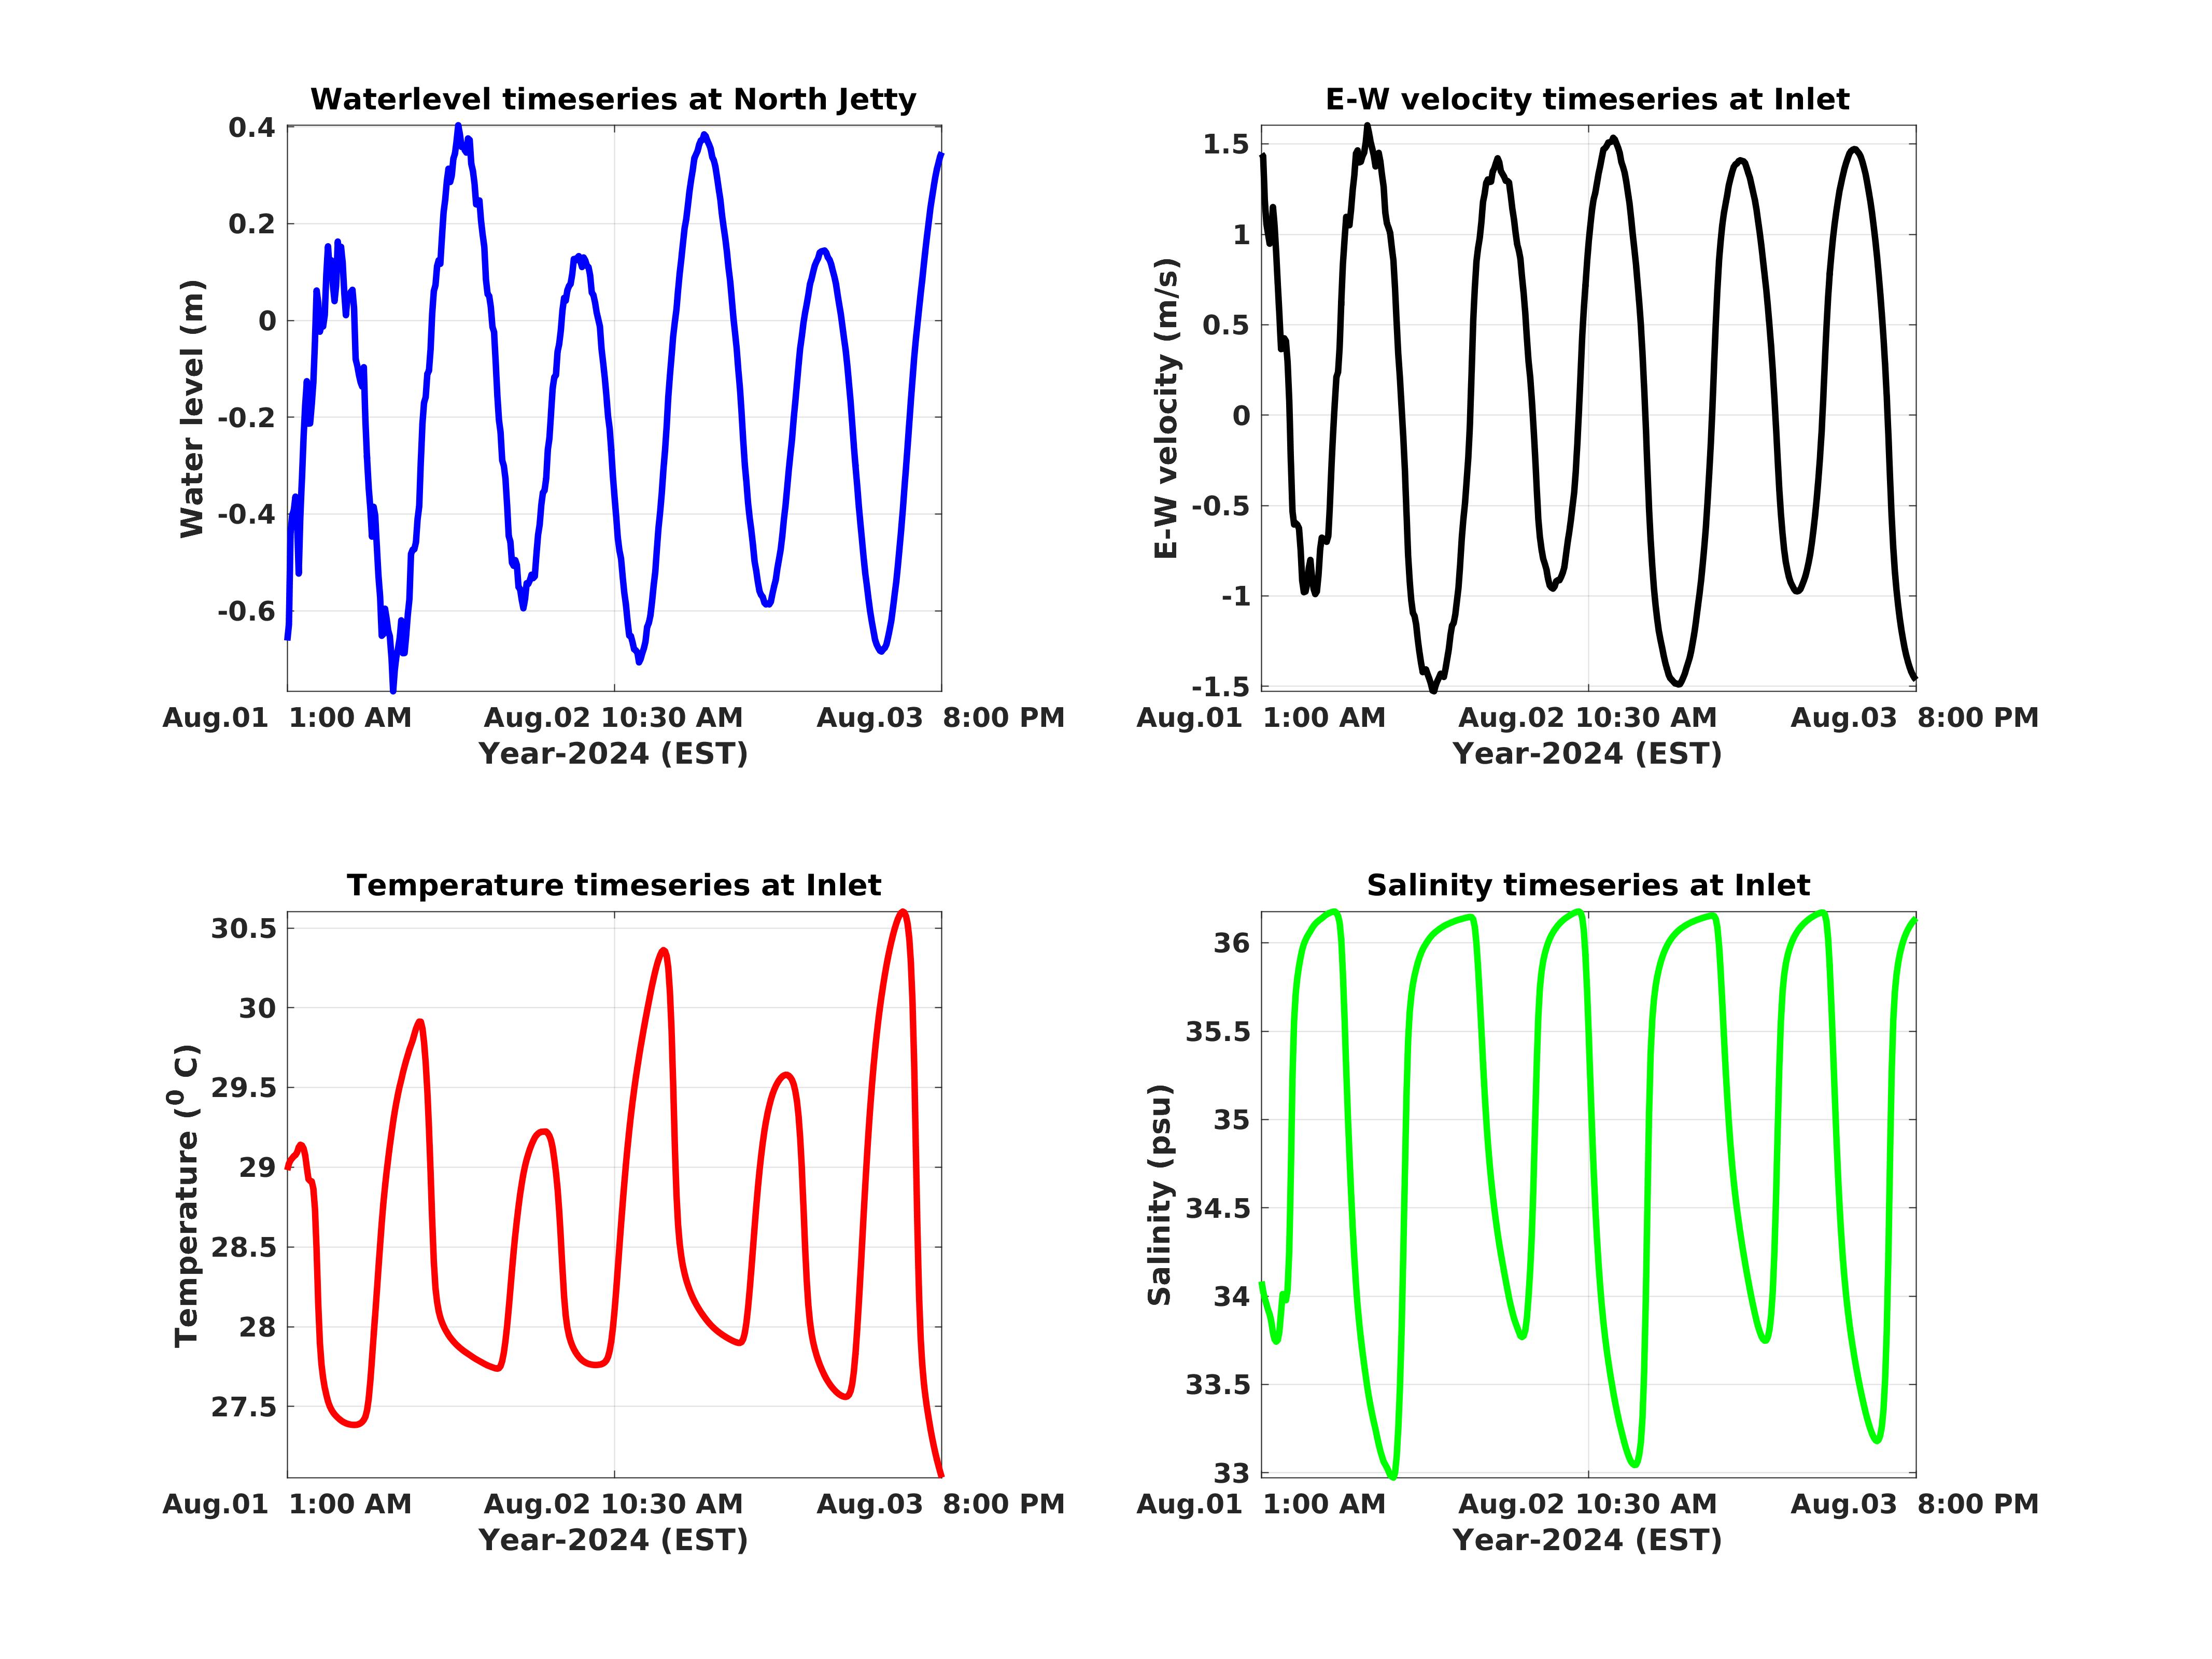 Waterlevel timeseries at North Jetty
0.4
0.2
0
-0.2
-0.4
-0.6
Water level (m)
Aug.01 1:00 AM Aug.02 10:30 AM Aug.03 8:00 PM
Year-2024 (EST)
E-W velocity timeseries at Inlet
1.5
1
0.5
0
-0.5
-1
-1.5
E-W velocity (m/s)
Aug.01 1:00 AM Aug.02 10:30 AM Aug.03 8:00 PM
Year-2024 (EST)
Temperature timeseries at Inlet
30.5
30
29.5
29
28.5
28
27.5
Temperature (⁰ C)
Aug.01 1:00 AM Aug.02 10:30 AM Aug.03 8:00 PM
Year-2024 (EST)
Salinity timeseries at Inlet
36
35.5
35
34.5
34
33.5
33
Salinity (psu)
Aug.01 1:00 AM Aug.02 10:30 AM Aug.03 8:00 PM
Year-2024 (EST)